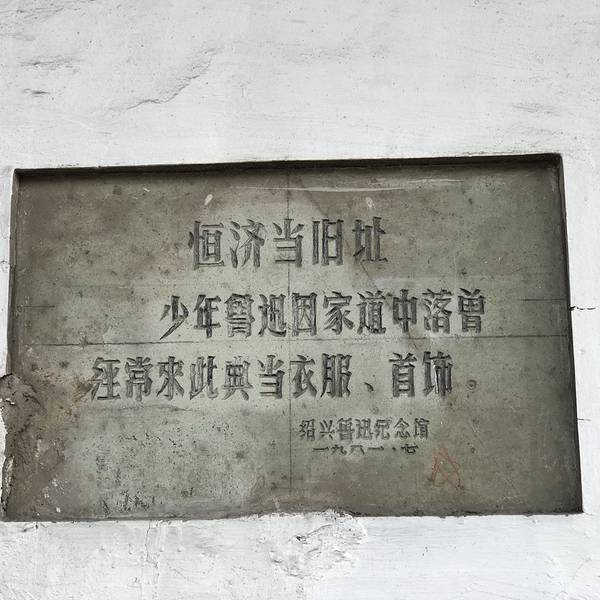 恒济当旧址
少年鲁迅因家道中落曾
经常来此典当衣服、首饰。
绍兴鲁迅纪念馆
一九八一·七